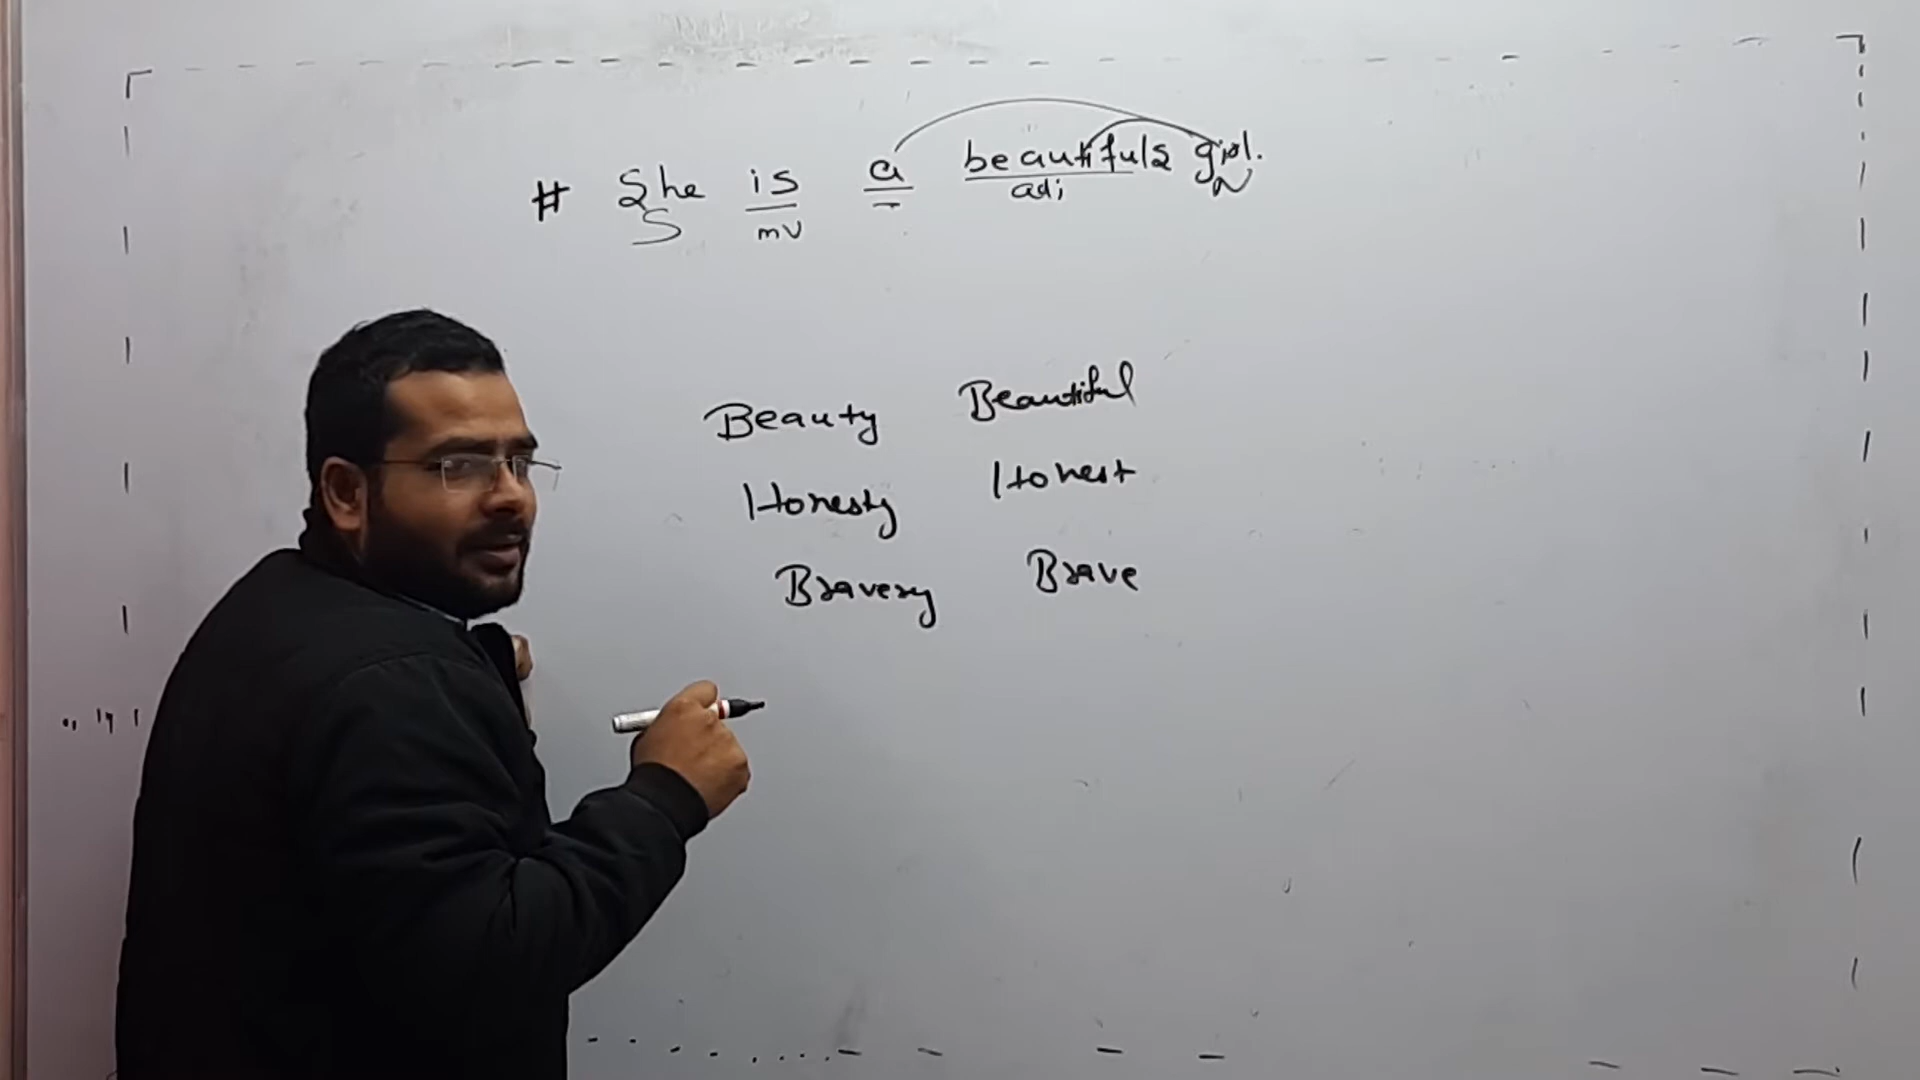 # She is a beautiful girl.
S mv adj N
Beauty Beautiful
Honesty Honest
Bravery Brave